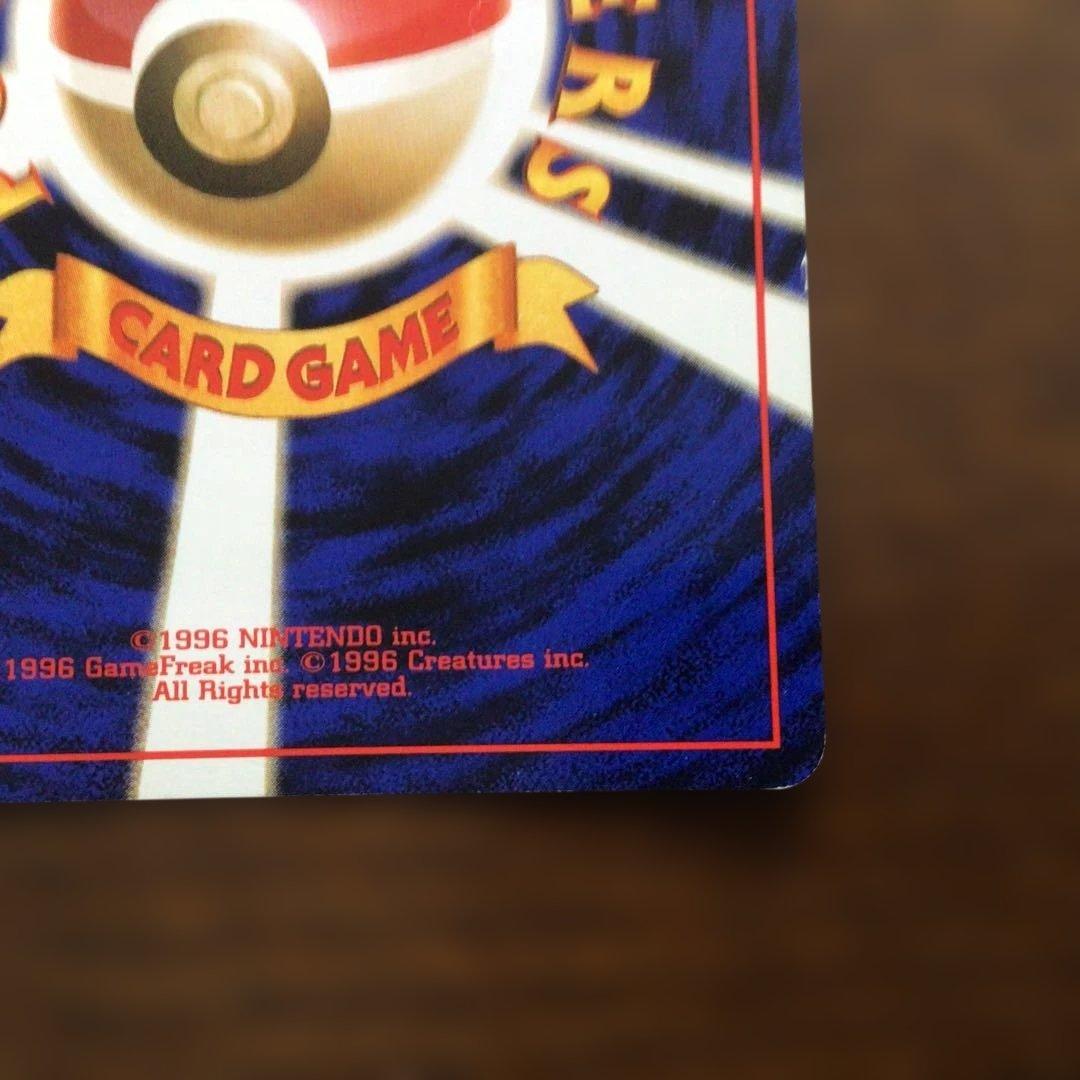 ERS
CARD GAME
©1996 NINTENDO inc.
1996 GameFreak inc. ©1996 Creatures inc.
All Rights reserved.